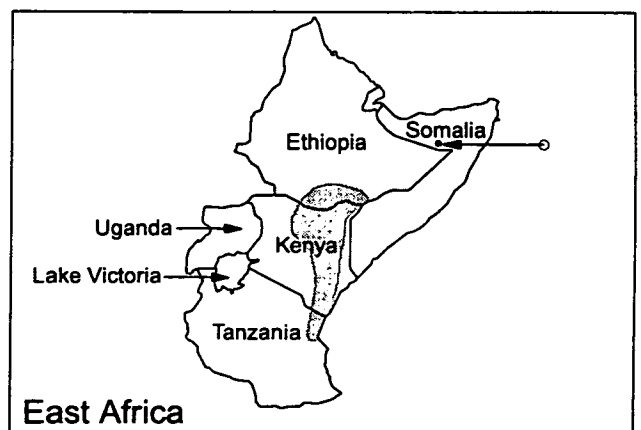 Somalia
Ethiopia
Uganda
Kenya
Lake Victoria
Tanzania
East Africa